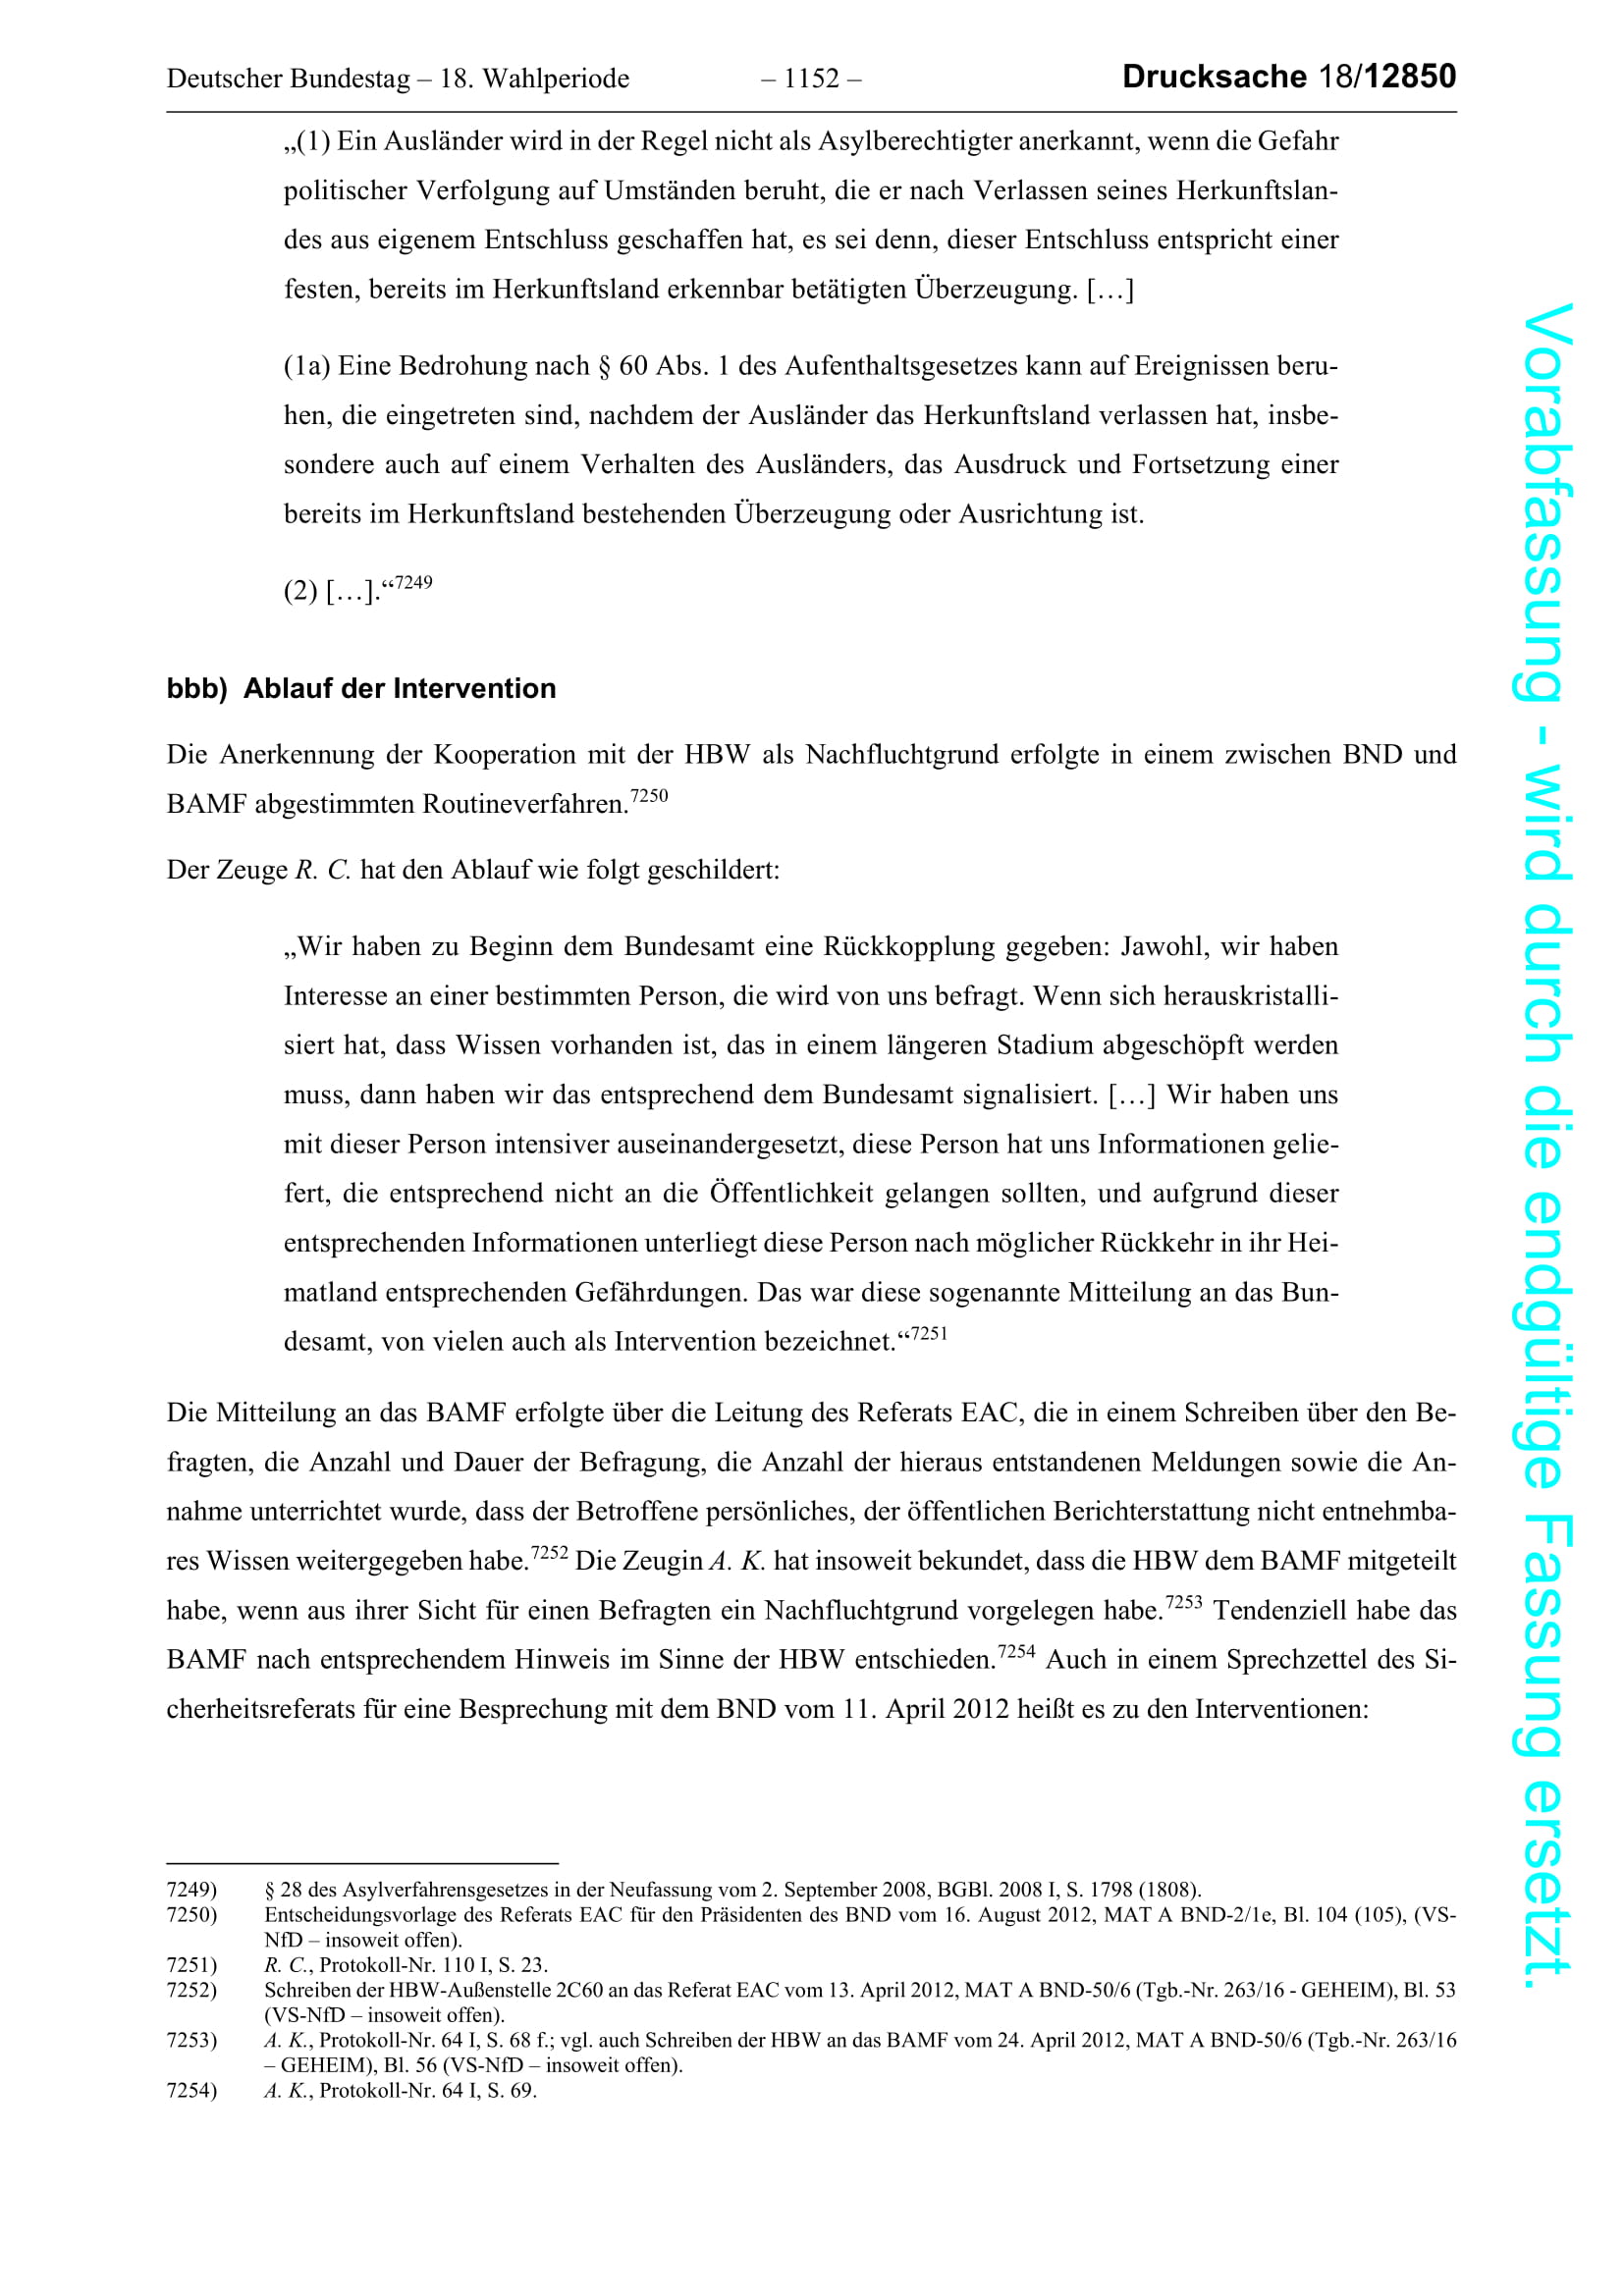 Deutscher Bundestag – 18. Wahlperiode – 1152 – Drucksache 18/12850
„(1) Ein Ausländer wird in der Regel nicht als Asylberechtigter anerkannt, wenn die Gefahr
politischer Verfolgung auf Umständen beruht, die er nach Verlassen seines Herkunftslan-
des aus eigenem Entschluss geschaffen hat, es sei denn, dieser Entschluss entspricht einer
festen, bereits im Herkunftsland erkennbar betätigten Überzeugung. […]
(1a) Eine Bedrohung nach § 60 Abs. 1 des Aufenthaltsgesetzes kann auf Ereignissen beru-
hen, die eingetreten sind, nachdem der Ausländer das Herkunftsland verlassen hat, insbe-
sondere auch auf einem Verhalten des Ausländers, das Ausdruck und Fortsetzung einer
bereits im Herkunftsland bestehenden Überzeugung oder Ausrichtung ist.
(2) […].“7249
bbb) Ablauf der Intervention
Die Anerkennung der Kooperation mit der HBW als Nachfluchtgrund erfolgte in einem zwischen BND und
BAMF abgestimmten Routineverfahren.7250
Der Zeuge R. C. hat den Ablauf wie folgt geschildert:
„Wir haben zu Beginn dem Bundesamt eine Rückkopplung gegeben: Jawohl, wir haben
Interesse an einer bestimmten Person, die wird von uns befragt. Wenn sich herauskristalli-
siert hat, dass Wissen vorhanden ist, das in einem längeren Stadium abgeschöpft werden
muss, dann haben wir das entsprechend dem Bundesamt signalisiert. […] Wir haben uns
mit dieser Person intensiver auseinandergesetzt, diese Person hat uns Informationen gelie-
fert, die entsprechend nicht an die Öffentlichkeit gelangen sollten, und aufgrund dieser
entsprechenden Informationen unterliegt diese Person nach möglicher Rückkehr in ihr Hei-
matland entsprechenden Gefährdungen. Das war diese sogenannte Mitteilung an das Bun-
desamt, von vielen auch als Intervention bezeichnet.“7251
Die Mitteilung an das BAMF erfolgte über die Leitung des Referats EAC, die in einem Schreiben über den Be-
fragten, die Anzahl und Dauer der Befragung, die Anzahl der hieraus entstandenen Meldungen sowie die An-
nahme unterrichtet wurde, dass der Betroffene persönliches, der öffentlichen Berichterstattung nicht entnehmba-
res Wissen weitergegeben habe.7252 Die Zeugin A. K. hat insoweit bekundet, dass die HBW dem BAMF mitgeteilt
habe, wenn aus ihrer Sicht für einen Befragten ein Nachfluchtgrund vorgelegen habe.7253 Tendenziell habe das
BAMF nach entsprechendem Hinweis im Sinne der HBW entschieden.7254 Auch in einem Sprechzettel des Si-
cherheitsreferats für eine Besprechung mit dem BND vom 11. April 2012 heißt es zu den Interventionen:
7249) § 28 des Asylverfahrensgesetzes in der Neufassung vom 2. September 2008, BGBl. 2008 I, S. 1798 (1808).
7250) Entscheidungsvorlage des Referats EAC für den Präsidenten des BND vom 16. August 2012, MAT A BND-2/1e, Bl. 104 (105), (VS-
NfD – insoweit offen).
7251) R. C., Protokoll-Nr. 110 I, S. 23.
7252) Schreiben der HBW-Außenstelle 2C60 an das Referat EAC vom 13. April 2012, MAT A BND-50/6 (Tgb.-Nr. 263/16 - GEHEIM), Bl. 53
(VS-NfD – insoweit offen).
7253) A. K., Protokoll-Nr. 64 I, S. 68 f.; vgl. auch Schreiben der HBW an das BAMF vom 24. April 2012, MAT A BND-50/6 (Tgb.-Nr. 263/16
– GEHEIM), Bl. 56 (VS-NfD – insoweit offen).
7254) A. K., Protokoll-Nr. 64 I, S. 69.
Vorabfassung - wird durch die endgültige Fassung ersetzt.